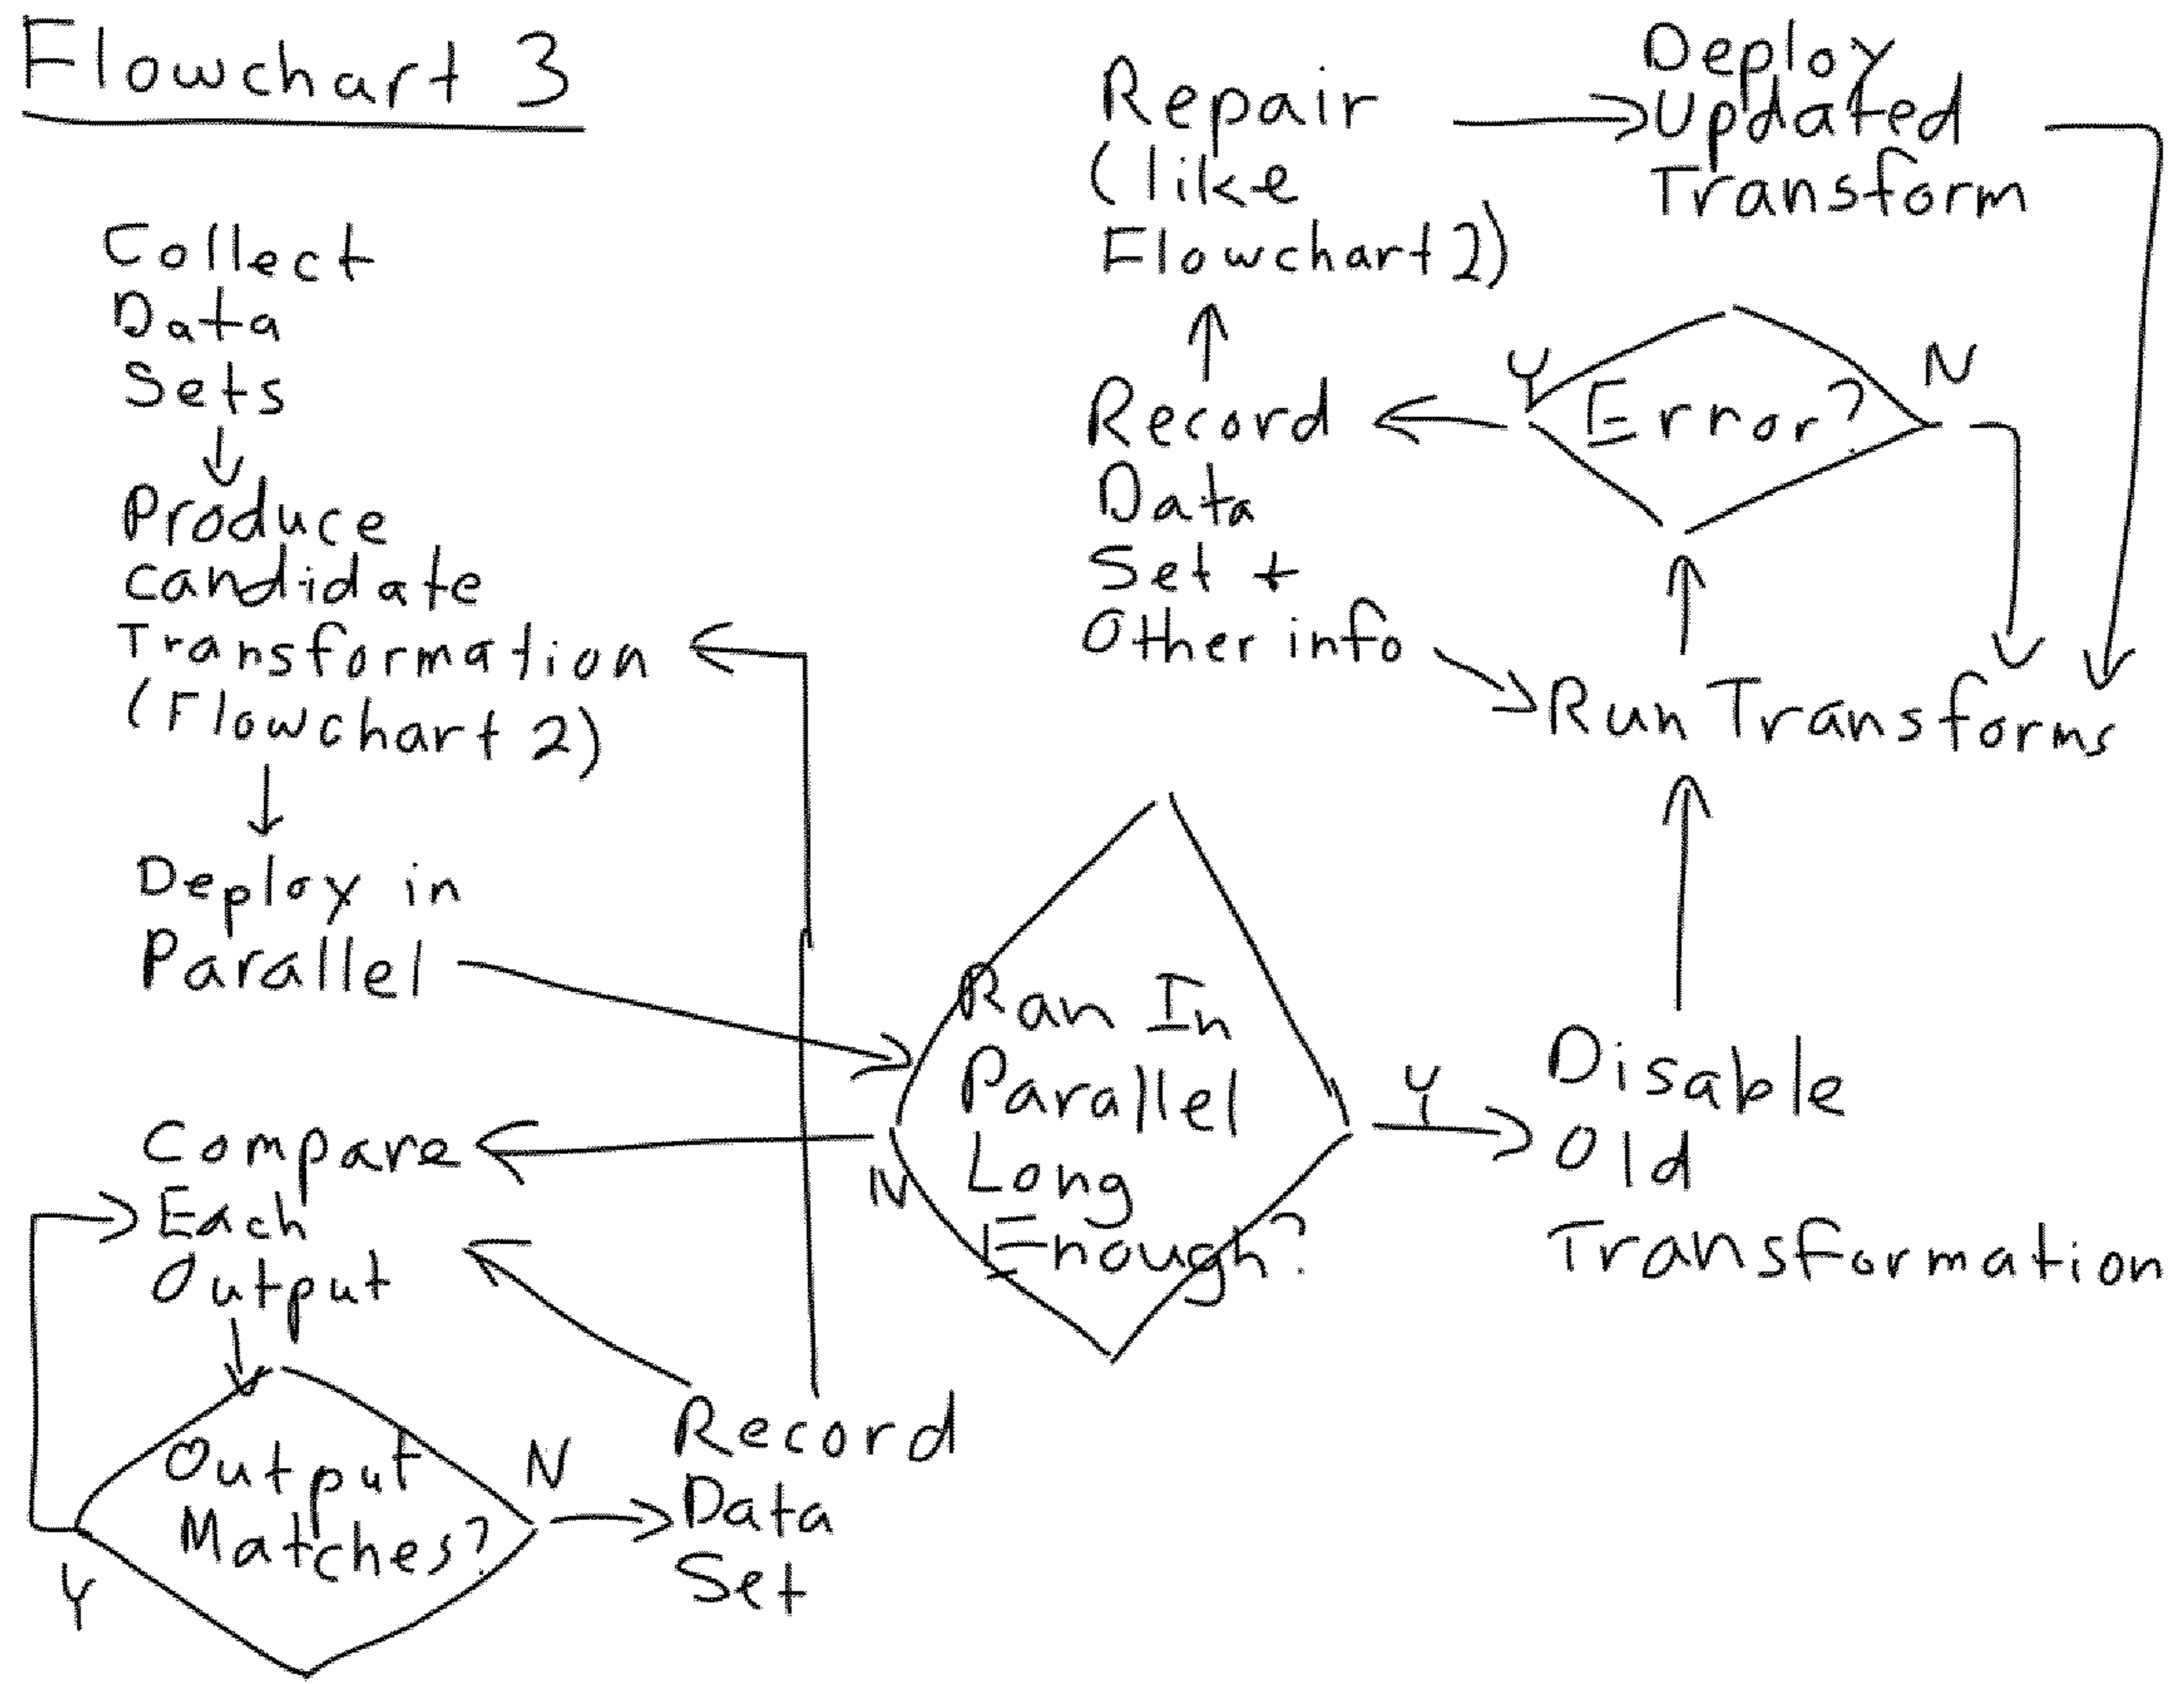 Flowchart 3
Collect
Data
Sets
Produce
candidate
Transformation
(Flowchart 2)
Deploy in
Parallel
Compare
Each
Output
Output
Matches?
Y
N
Record
Data
Set
Ran In
Parallel
Long
Enough?
N
Y
Disable
Old
Transformation
Run Transforms
Error?
Y
N
Record
Data
Set +
Other info
Repair
(like
Flowchart 2)
Deploy
Updated
Transform